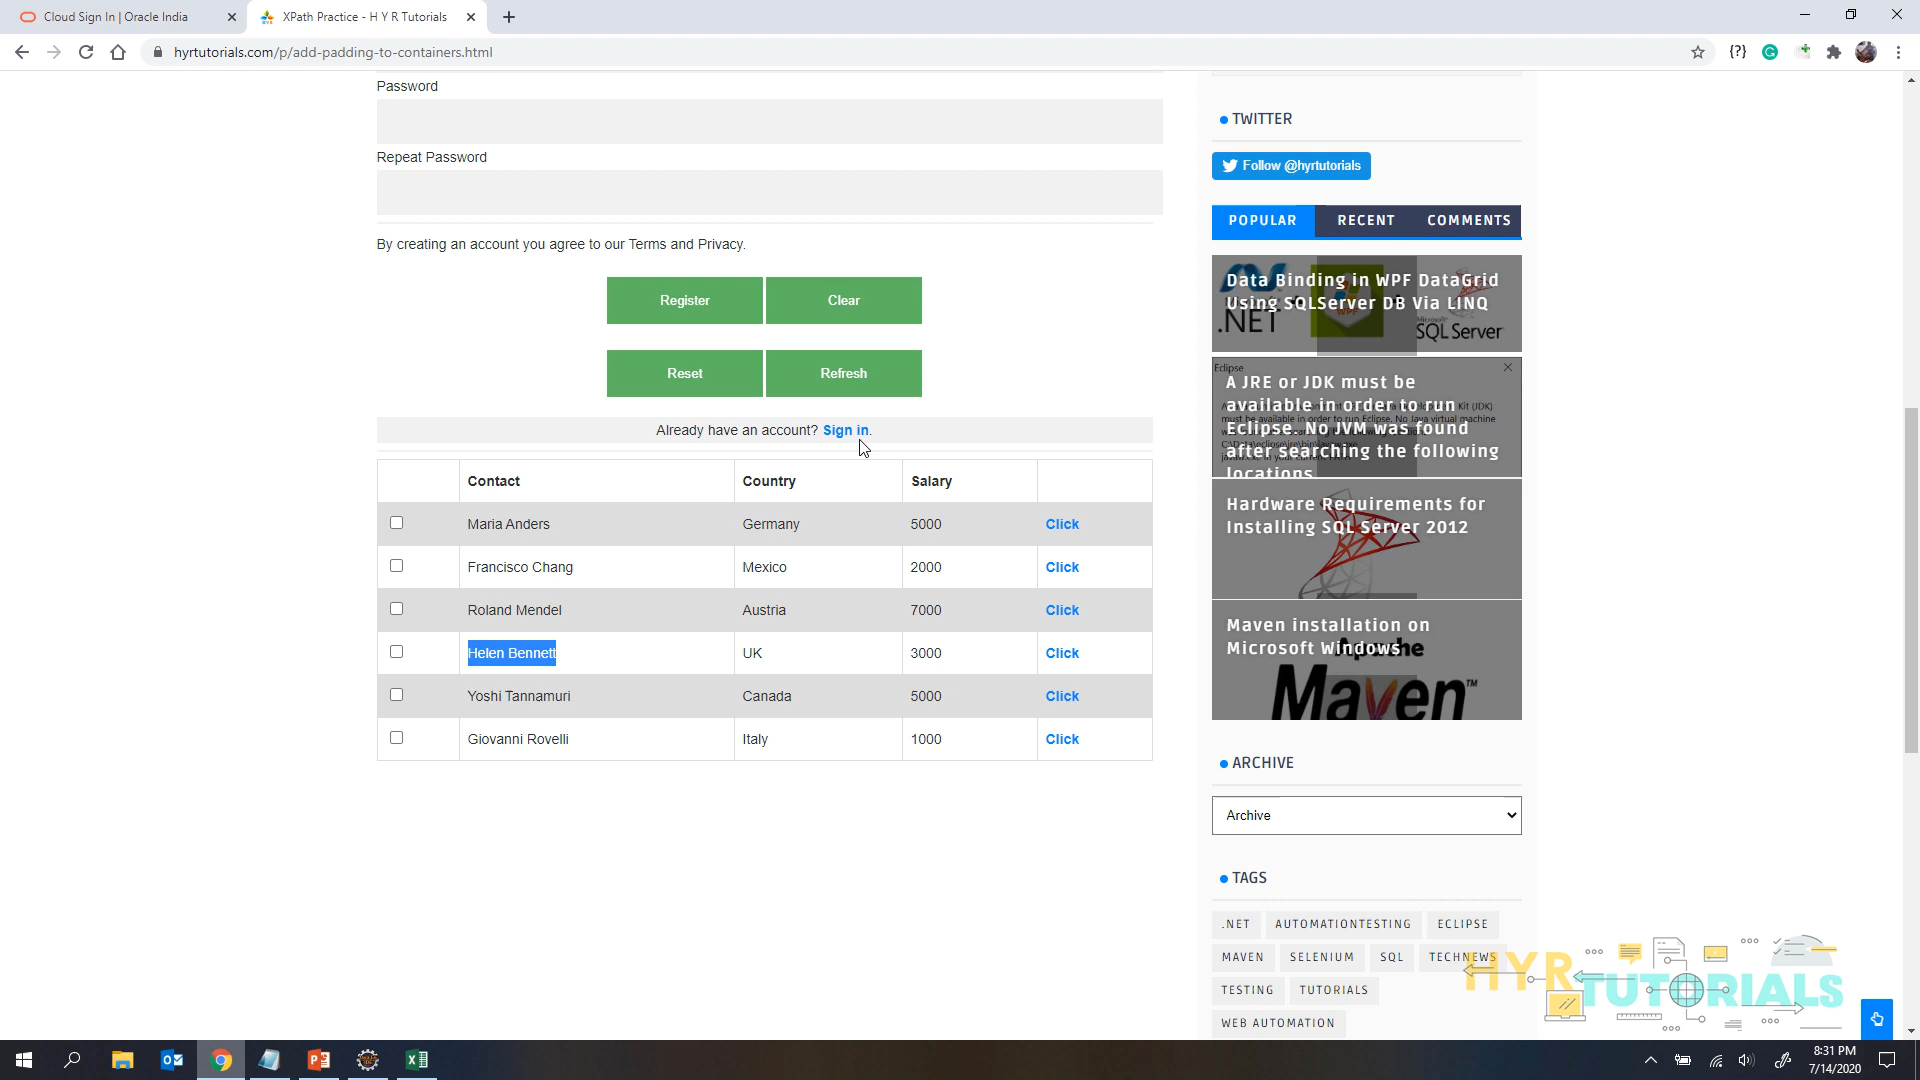 Cloud Sign In | Oracle India
XPath Practice - H Y R Tutorials
hyrtutorials.com/p/add-padding-to-containers.html
Password
Repeat Password
By creating an account you agree to our Terms and Privacy.
Register
Clear
Reset
Refresh
Already have an account? Sign in.
Contact Country Salary
Maria Anders Germany 5000 Click
Francisco Chang Mexico 2000 Click
Roland Mendel Austria 7000 Click
Helen Bennett UK 3000 Click
Yoshi Tannamuri Canada 5000 Click
Giovanni Rovelli Italy 1000 Click
TWITTER
Follow @hyrtutorials
POPULAR RECENT COMMENTS
Data Binding in WPF DataGrid
Using SQLServer DB Via LINQ
.NET
WPF
Microsoft
SQL Server
Eclipse
A JRE or JDK must be
available in order to run
Eclipse. No JVM was found
after searching the following
locations
Hardware Requirements for
Installing SQL Server 2012
Maven installation on
Microsoft Windows
Apache
Maven™
ARCHIVE
Archive
TAGS
.NET AUTOMATIONTESTING ECLIPSE
MAVEN SELENIUM SQL TECHNEWS
TESTING TUTORIALS
WEB AUTOMATION
HYR
TUTORIALS
8:31 PM
7/14/2020